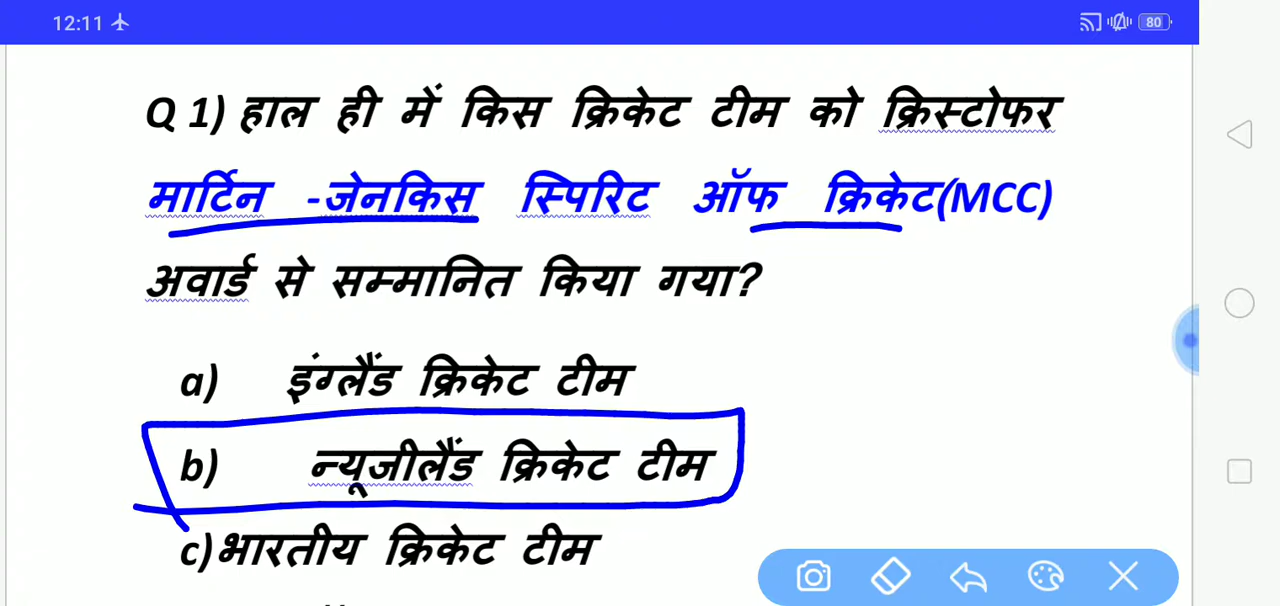 12:11
80
Q 1) हाल ही में किस क्रिकेट टीम को क्रिस्टोफर
मार्टिन -जेनकिस स्पिरिट ऑफ क्रिकेट(MCC)
अवार्ड से सम्मानित किया गया?
a) इंग्लैंड क्रिकेट टीम
b) न्यूजीलैंड क्रिकेट टीम
c)भारतीय क्रिकेट टीम